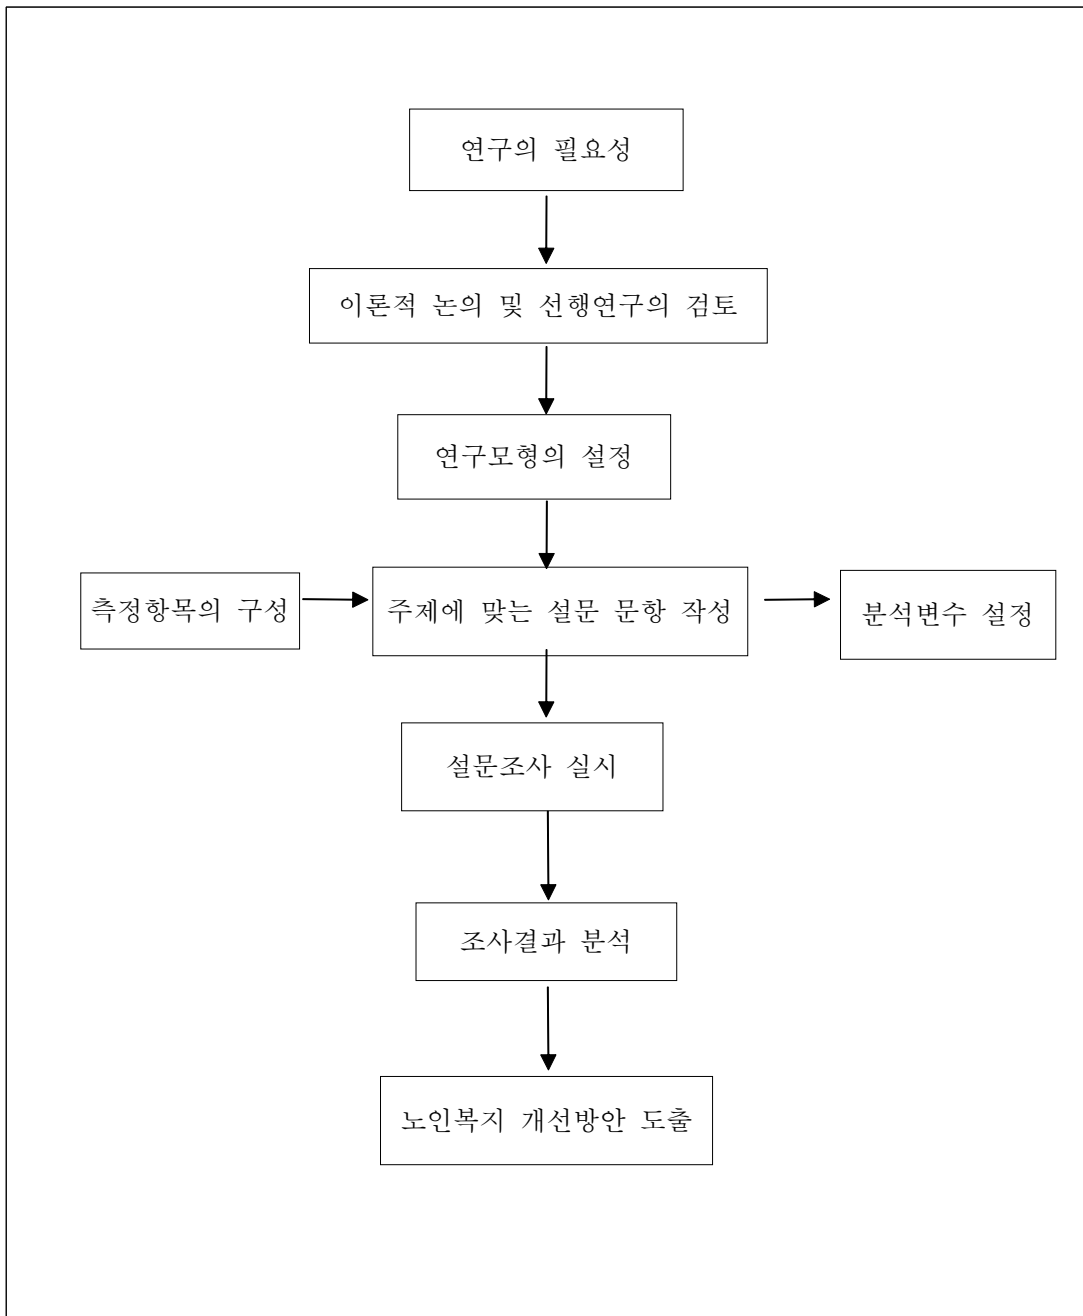 연구의 필요성
이론적 논의 및 선행연구의 검토
연구모형의 설정
측정항목의 구성
주제에 맞는 설문 문항 작성
분석변수 설정
설문조사 실시
조사결과 분석
노인복지 개선방안 도출